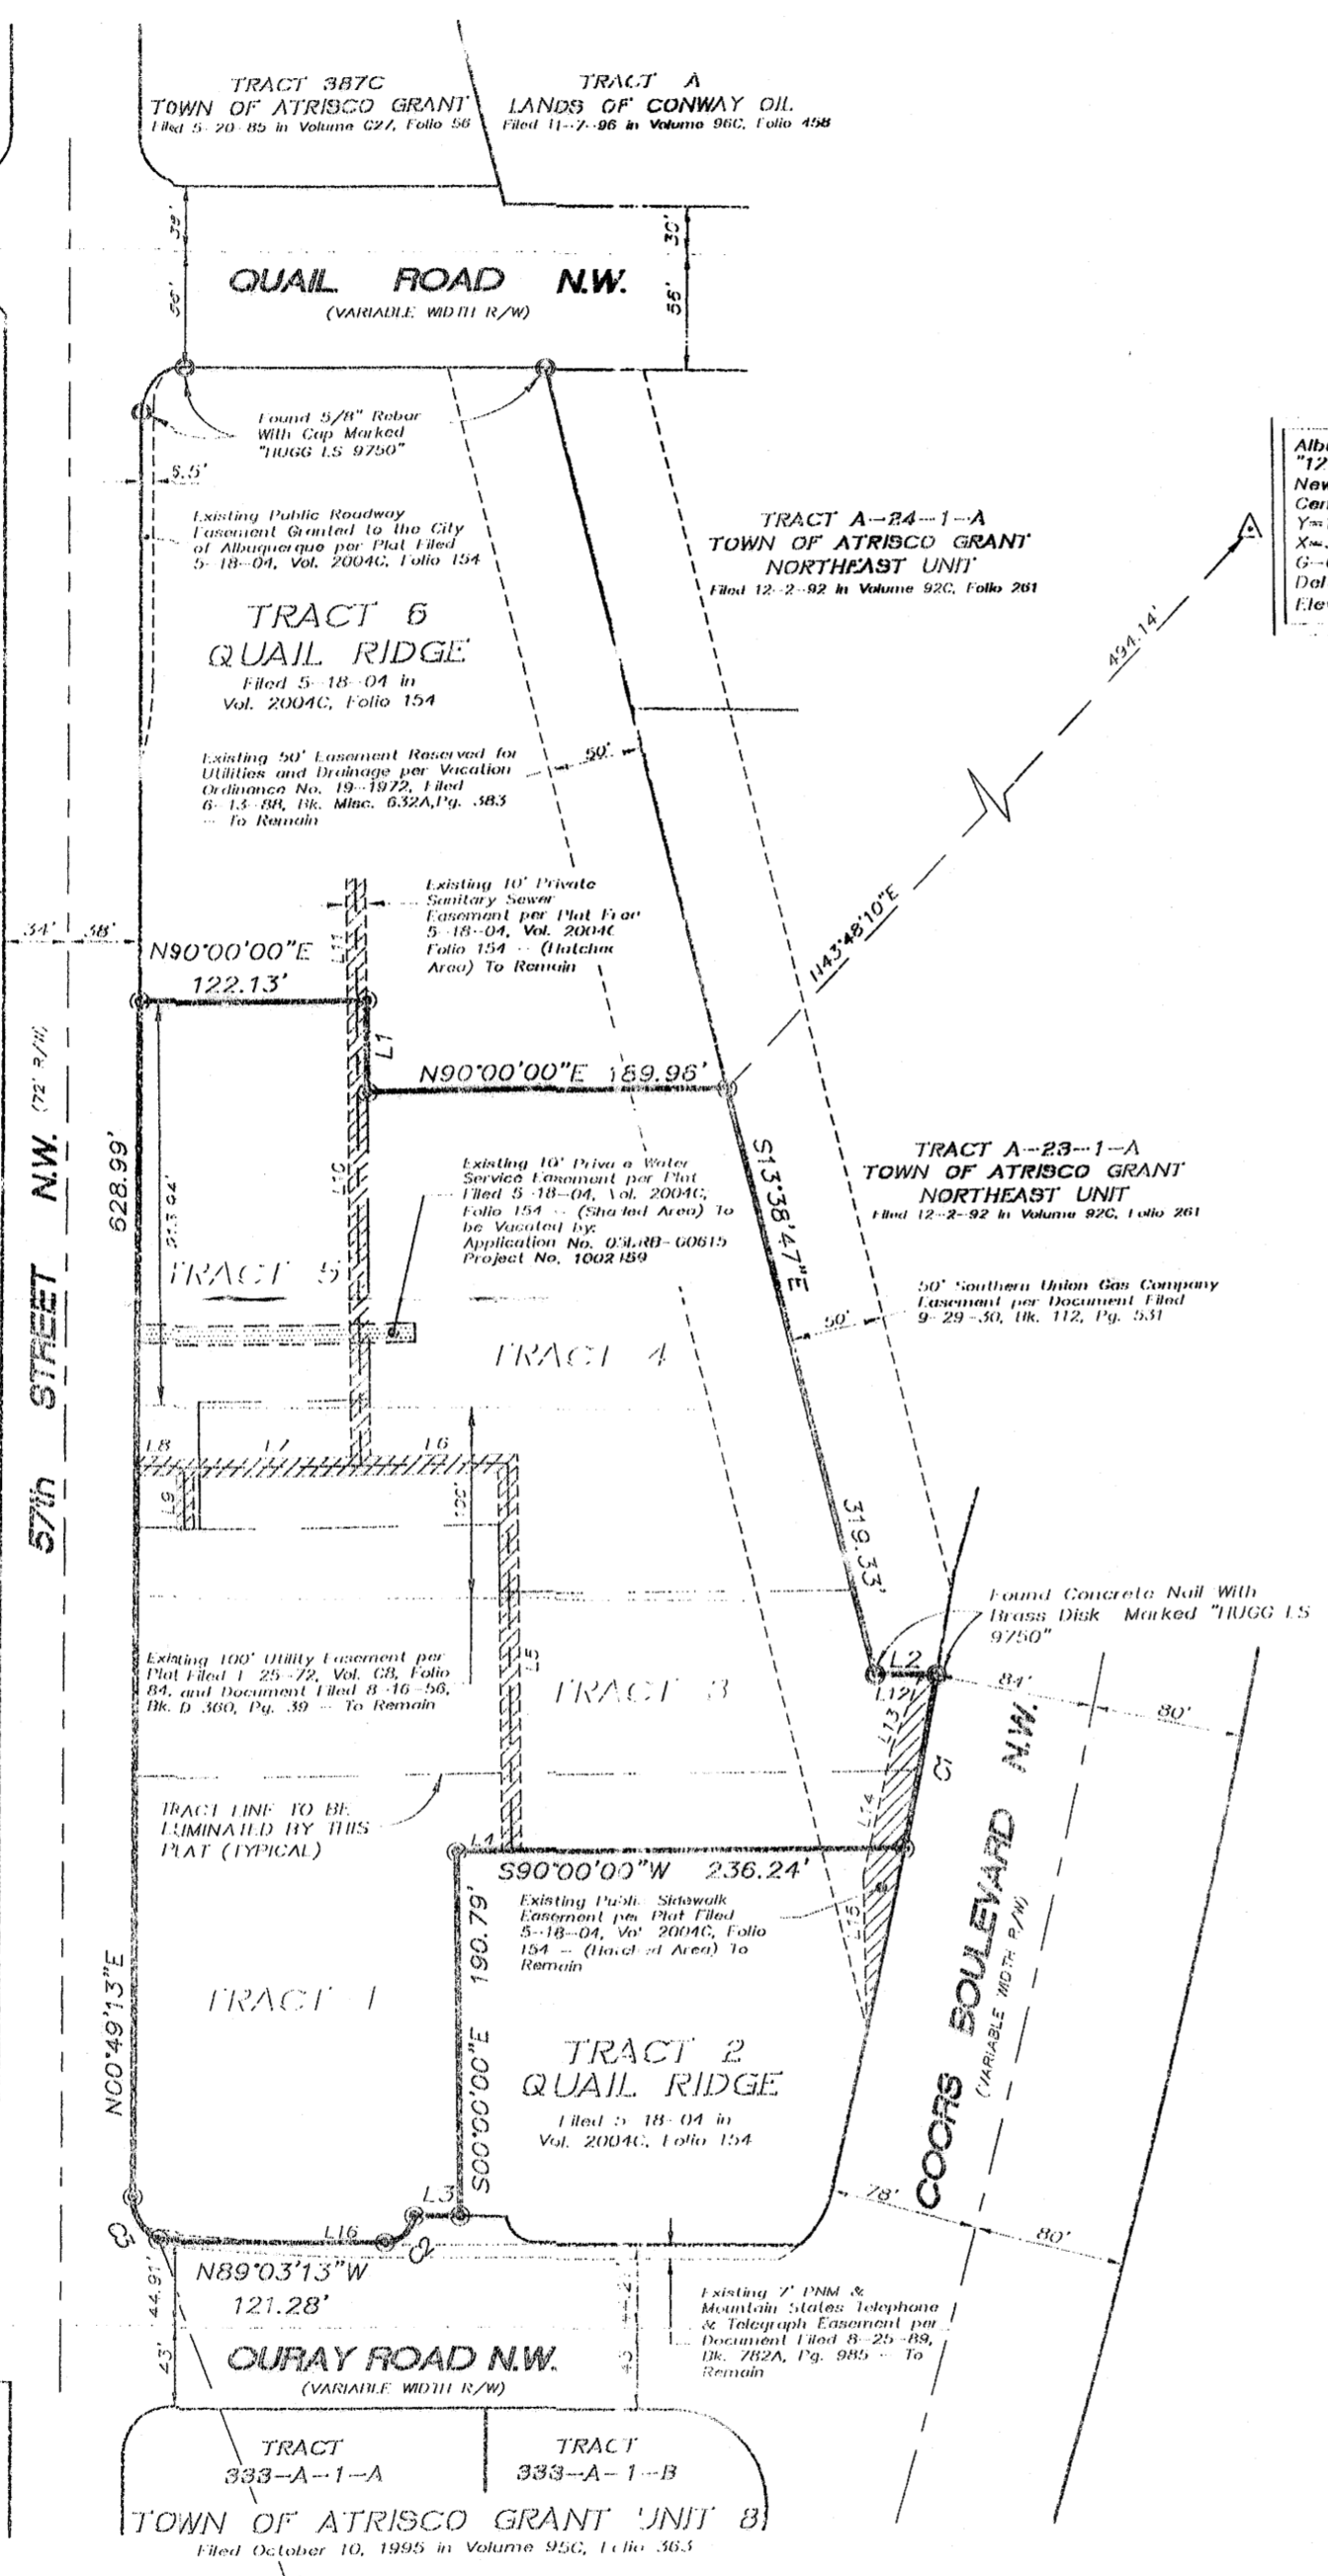 TRACT 387C
TOWN OF ATRISCO GRANT
Filed 5-20-85 in Volume C27, Folio 56
TRACT A
LANDS OF CONWAY OIL
Filed 11-7-96 in Volume 96C, Folio 458
30'
56'
QUAIL ROAD N.W.
(VARIABLE WIDTH R/W)
Found 5/8" Rebar
With Cap Marked
"HUGG LS 9750"
6.5'
Existing Public Roadway
Easement Granted to the City
of Albuquerque per Plat Filed
5-18-04, Vol. 2004C, Folio 154
TRACT 6
QUAIL RIDGE
Filed 5-18-04 in
Vol. 2004C, Folio 154
TRACT A-24-1-A
TOWN OF ATRISCO GRANT
NORTHEAST UNIT
Filed 12-2-92 in Volume 92C, Folio 261
494.14'
Existing 50' Easement Reserved for
Utilities and Drainage per Vacation
Ordinance No. 19-1972, Filed
6-13-88, Bk. Misc. 632A, Pg. 383
- To Remain
50'
Existing 10' Private
Sanitary Sewer
Easement per Plat
5-18-04, Vol. 2004C
Folio 154 - (Hatched
Area) To Remain
34'
38'
N90°00'00"E
122.13'
L11
L1
N43°48'10"E
N90°00'00"E 189.96'
57th STREET N.W. (72' R/W)
628.99'
213.94'
L10
Existing 10' Private Water
Service Easement per Plat
Filed 5-18-04, Vol. 2004C,
Folio 154 - (Shaded Area) To
be Vacated by:
Application No.
Project No. 1002159
S13°38'47"E
319.33'
TRACT A-23-1-A
TOWN OF ATRISCO GRANT
NORTHEAST UNIT
Filed 12-2-92 in Volume 92C, Folio 261
50' Southern Union Gas Company
Easement per Document Filed
9-29-30, Bk. 112, Pg. 531
50'
TRACT 5
TRACT 4
L8
L7
L6
L9
100'
Found Concrete Nail With
Brass Disk Marked "HUGG LS
9750"
Existing 100' Utility Easement per
Plat Filed 1-25-72, Vol. C8, Folio
84, and Document Filed 8-16-56,
Bk. D 360, Pg. 39 - To Remain
L5
TRACT 3
L2
L12
L13
L14
C1
84'
80'
TRACT LINE TO BE
ELIMINATED BY THIS
PLAT (TYPICAL)
L4
S90°00'00"W 236.24'
Existing Public Sidewalk
Easement per Plat Filed
5-18-04, Vol. 2004C, Folio
154 - (Hatched Area) To
Remain
L15
COORS BOULEVARD N.W.
(VARIABLE WIDTH R/W)
N00°49'13"E
TRACT 1
S00°00'00"E 190.79'
TRACT 2
QUAIL RIDGE
Filed 5-18-04 in
Vol. 2004C, Folio 154
78'
80'
L3
C3
L16
C2
N89°03'13"W
121.28'
44.91'
43'
OURAY ROAD N.W.
(VARIABLE WIDTH R/W)
Existing 7' PNM &
Mountain States Telephone
& Telegraph Easement per
Document Filed 8-25-89,
Bk. 782A, Pg. 985 - To
Remain
TRACT
333-A-1-A
TRACT
333-A-1-B
TOWN OF ATRISCO GRANT UNIT 8
Filed October 10, 1995 in Volume 95C, Folio 363